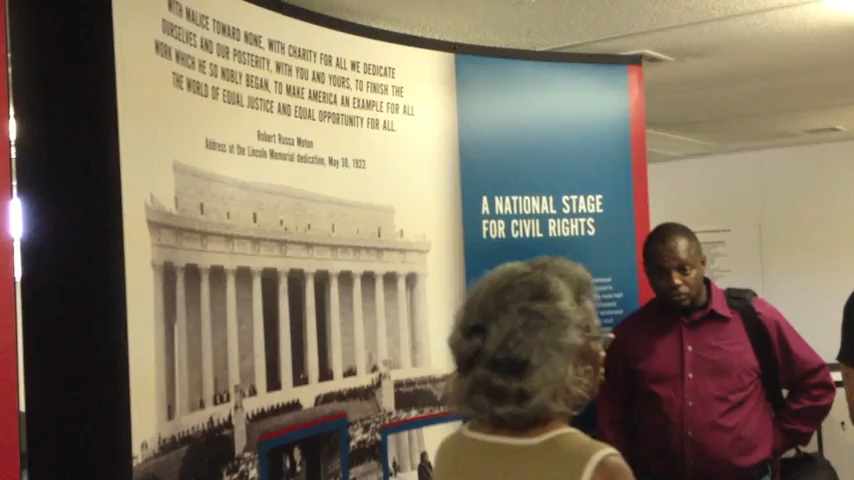 WITH MALICE TOWARD NONE, WITH CHARITY FOR ALL WE DEDICATE
OURSELVES AND OUR POSTERITY, WITH YOU AND YOURS, TO FINISH THE
WORK WHICH HE SO NOBLY BEGAN, TO MAKE AMERICA AN EXAMPLE FOR ALL
THE WORLD OF EQUAL JUSTICE AND EQUAL OPPORTUNITY FOR ALL.
Robert Russa Moton
Address at the Lincoln Memorial dedication, May 30, 1922
A NATIONAL STAGE
FOR CIVIL RIGHTS